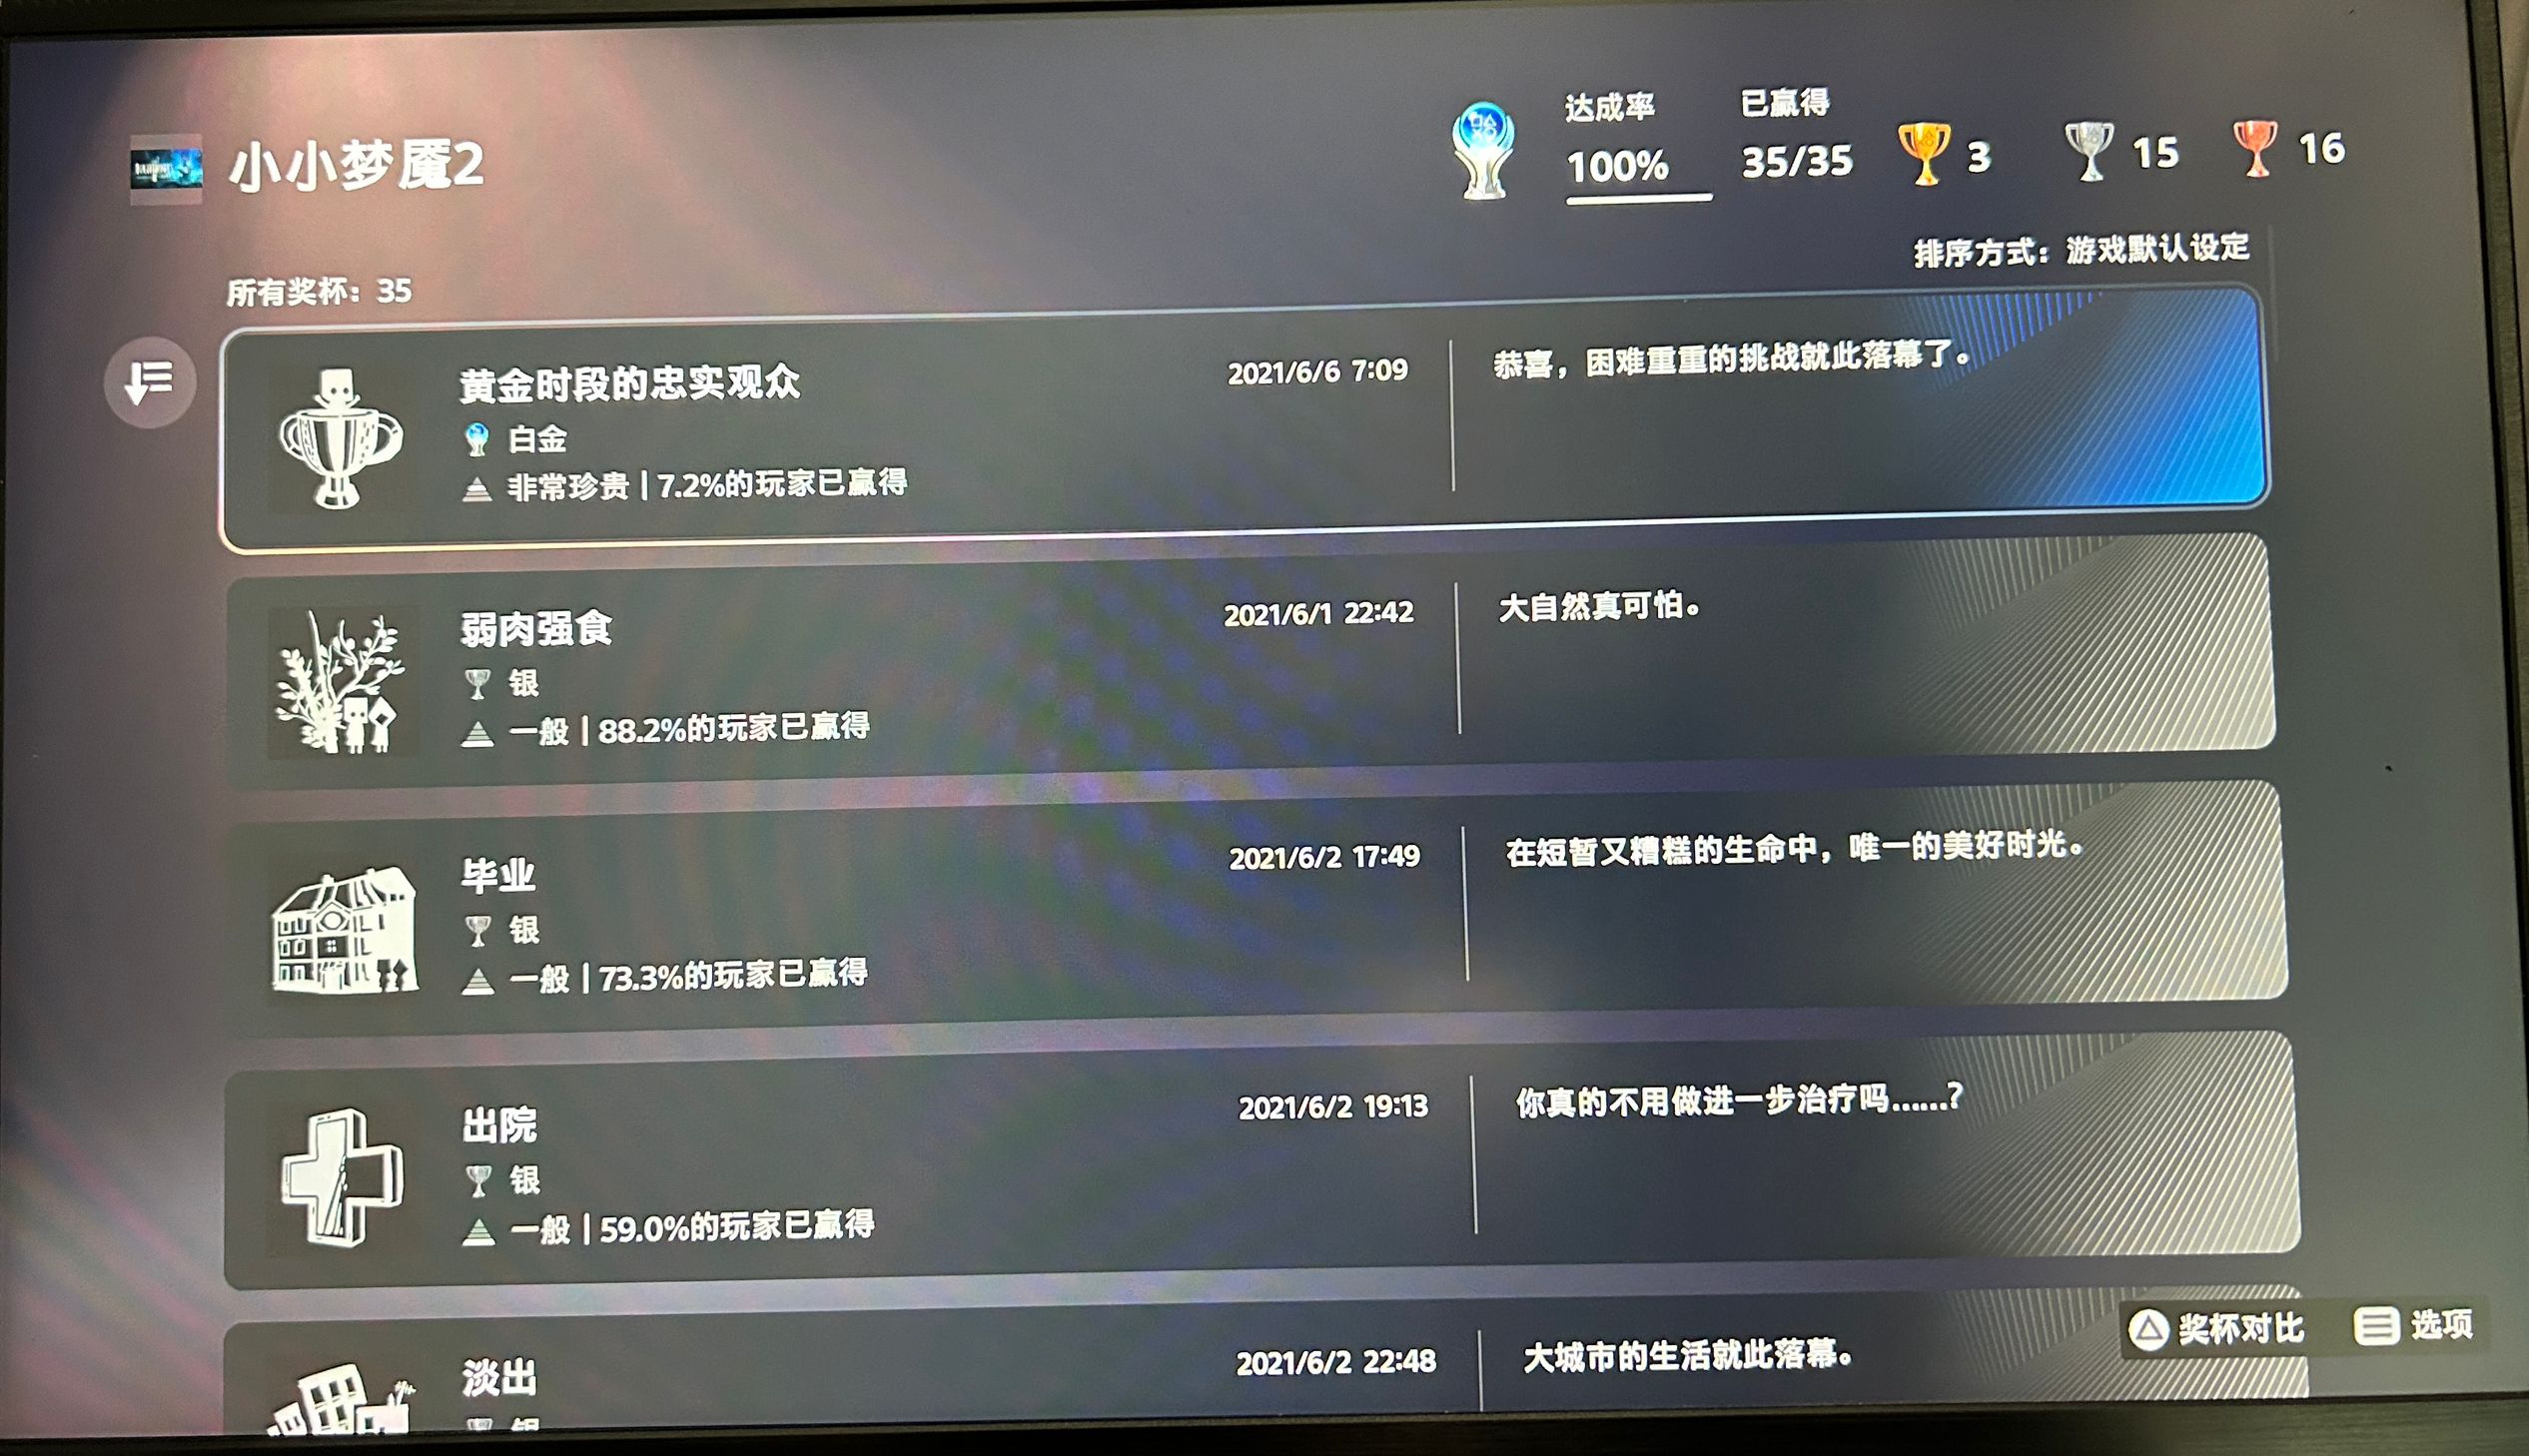 小小梦魇2
达成率
100%
已赢得
35/35
3
15
16
排序方式：游戏默认设定
所有奖杯：35
黄金时段的忠实观众
白金
非常珍贵 | 7.2%的玩家已赢得
2021/6/6 7:09
恭喜，困难重重的挑战就此落幕了。
弱肉强食
银
一般 | 88.2%的玩家已赢得
2021/6/1 22:42
大自然真可怕。
毕业
银
一般 | 73.3%的玩家已赢得
2021/6/2 17:49
在短暂又糟糕的生命中，唯一的美好时光。
出院
银
一般 | 59.0%的玩家已赢得
2021/6/2 19:13
你真的不用做进一步治疗吗……？
淡出
银
2021/6/2 22:48
大城市的生活就此落幕。
奖杯对比
选项